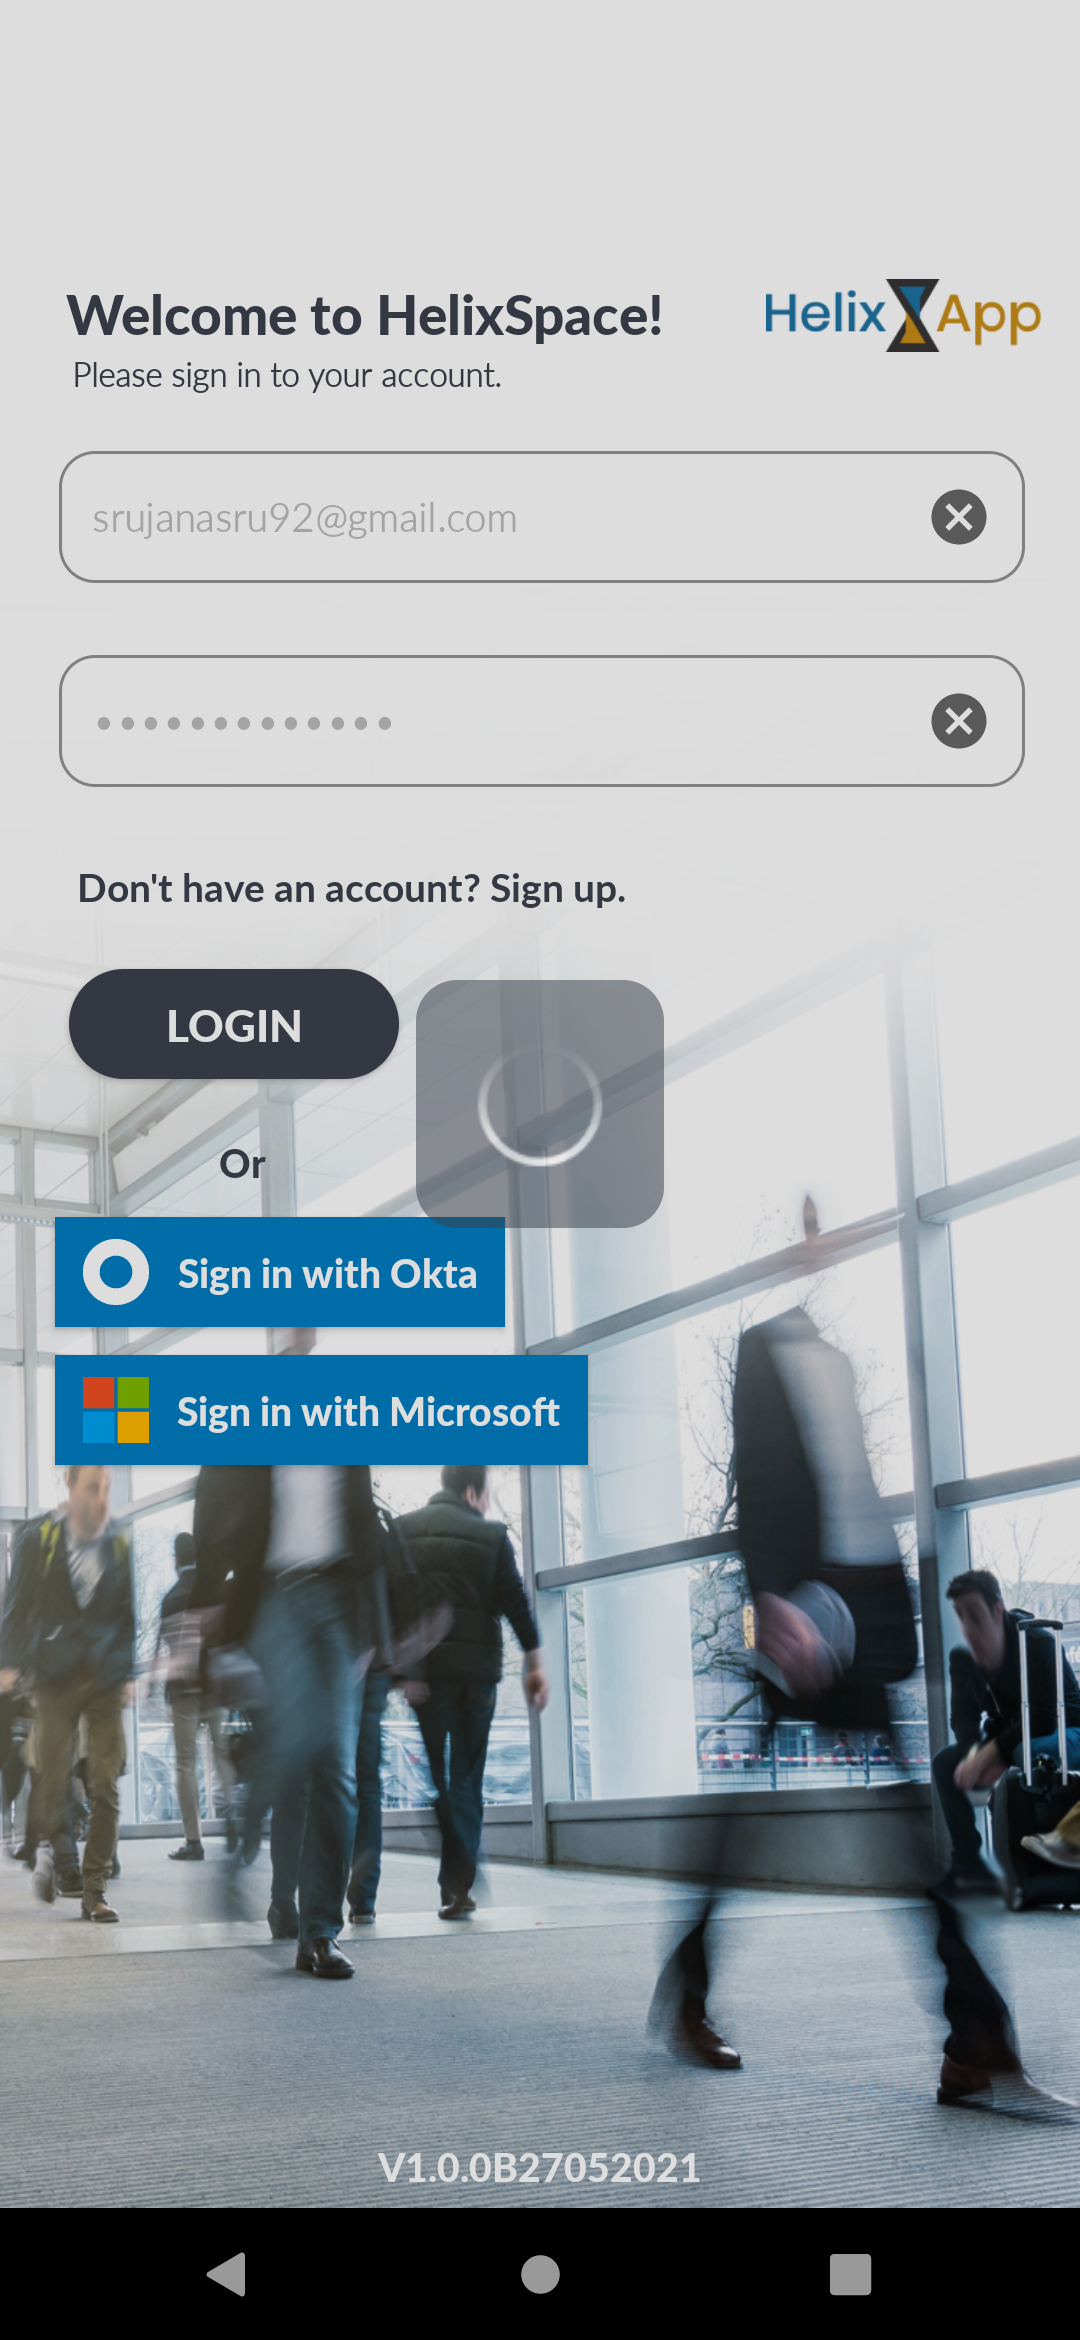 Welcome to HelixSpace!
Helix App
Please sign in to your account.
srujanasru92@gmail.com
•••••••••••••
Don't have an account? Sign up.
LOGIN
Or
Sign in with Okta
Sign in with Microsoft
V1.0.0B27052021